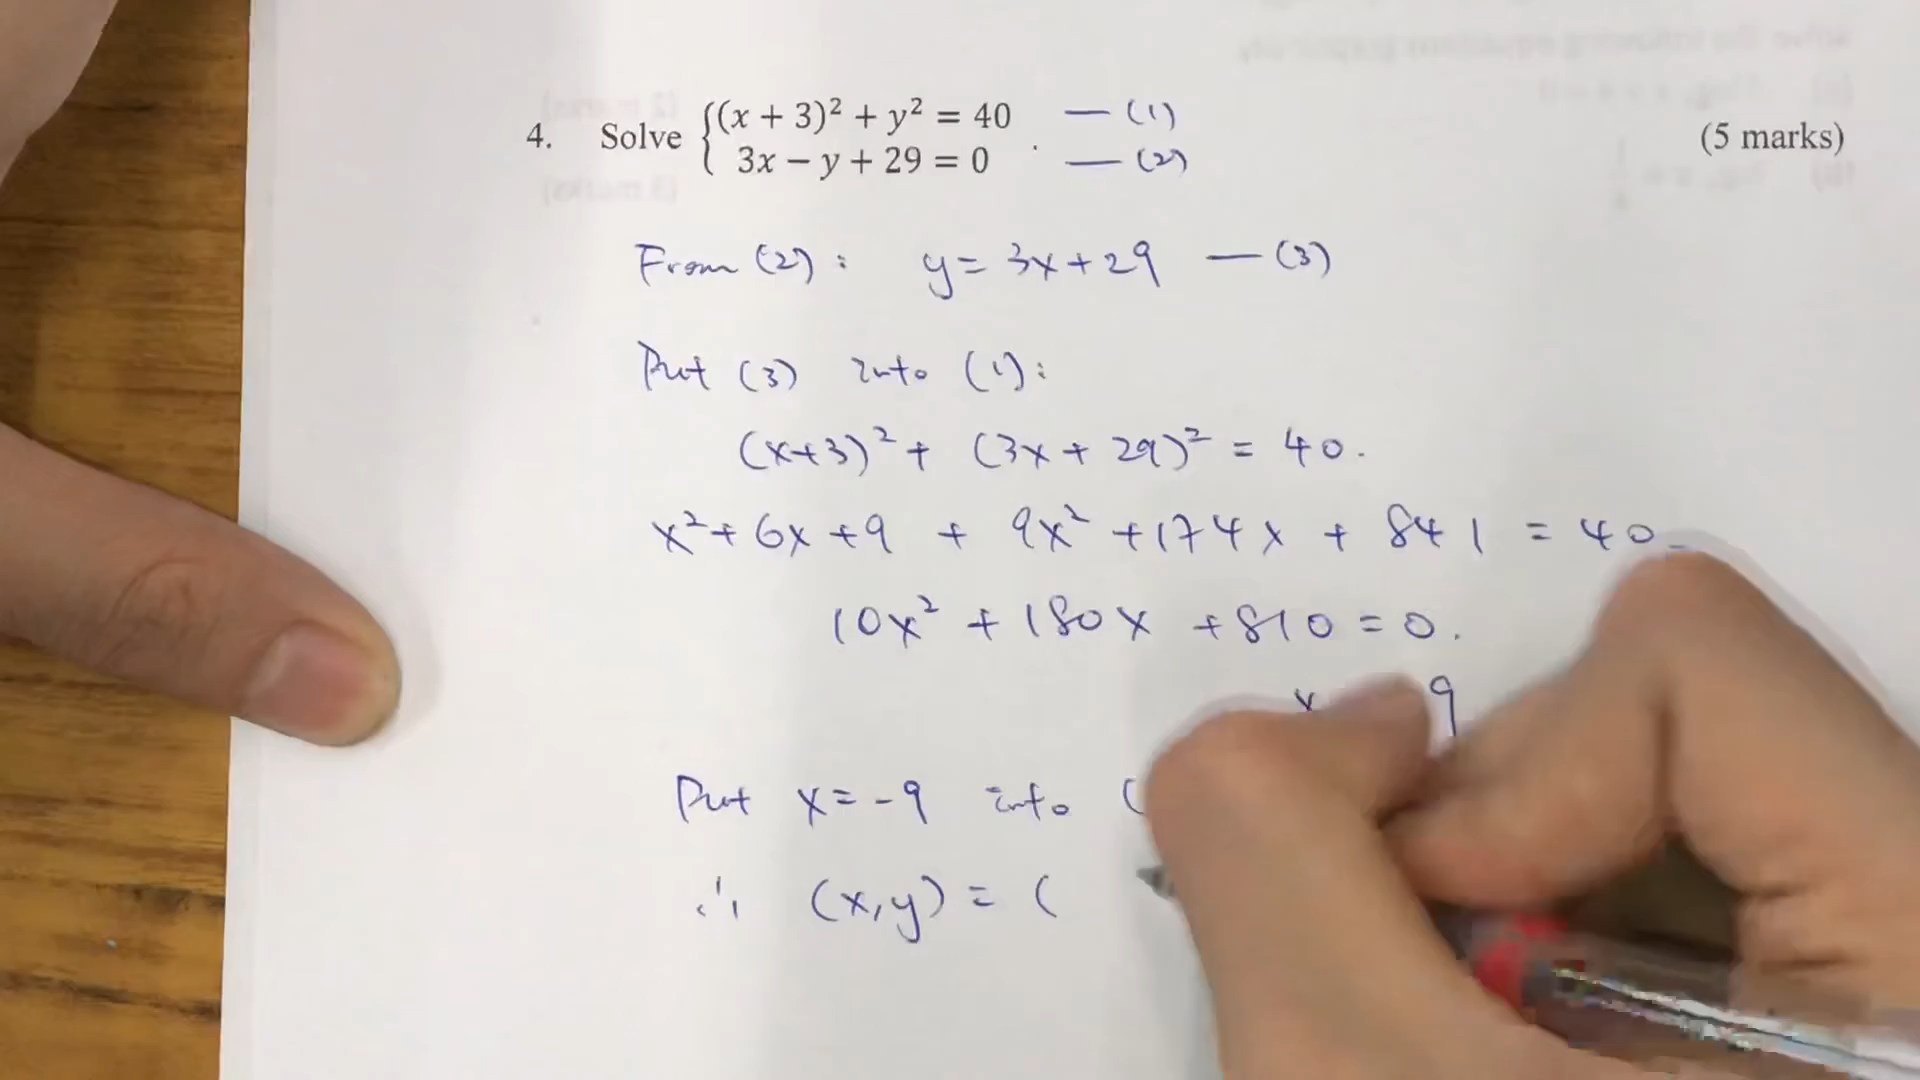 4. Solve {(x + 3)² + y² = 40 — (1)
3x − y + 29 = 0 . — (2)
(5 marks)
From (2): y = 3x + 29 — (3)
Put (3) into (1):
(x+3)² + (3x + 29)² = 40.
x² + 6x + 9 + 9x² + 174x + 841 = 40
10x² + 180x + 810 = 0.
x 9
Put x = -9 into (
∴ (x,y) = (